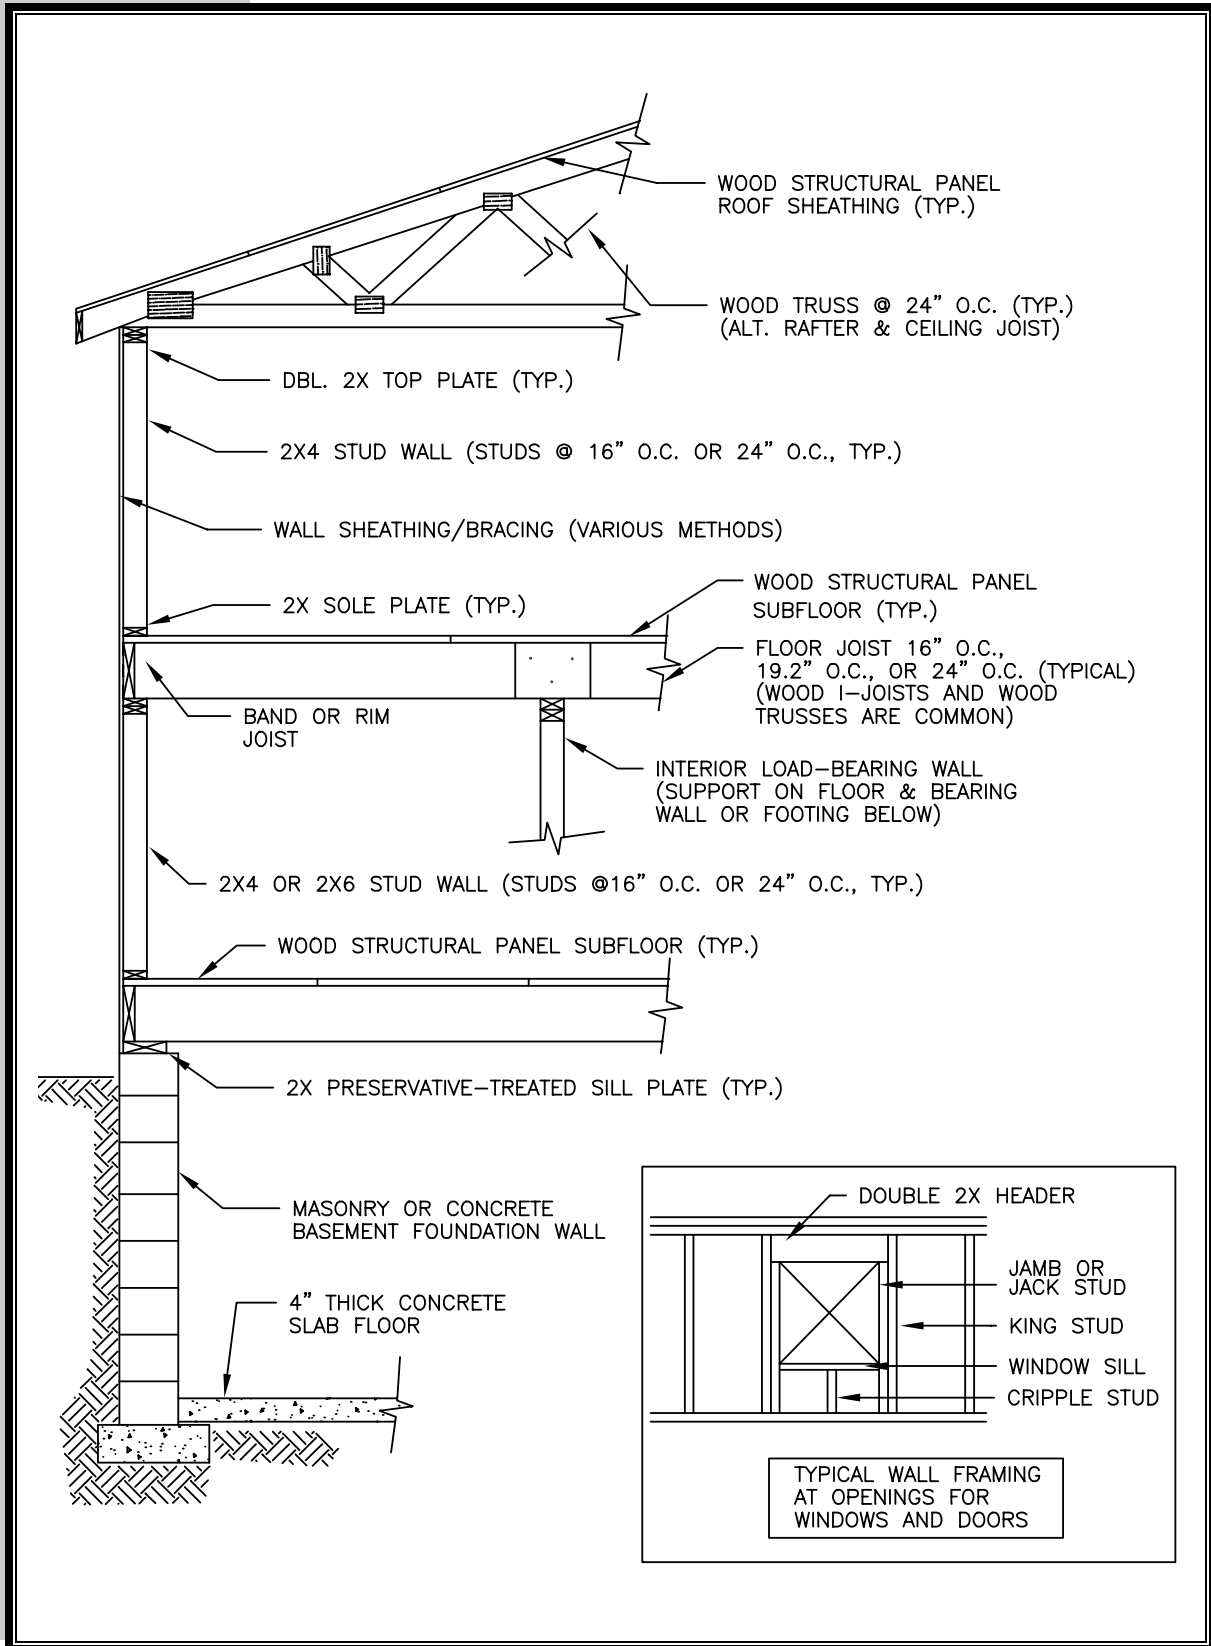 WOOD STRUCTURAL PANEL
ROOF SHEATHING (TYP.)
WOOD TRUSS @ 24” O.C. (TYP.)
(ALT. RAFTER & CEILING JOIST)
DBL. 2X TOP PLATE (TYP.)
2X4 STUD WALL (STUDS @ 16” O.C. OR 24” O.C., TYP.)
WALL SHEATHING/BRACING (VARIOUS METHODS)
2X SOLE PLATE (TYP.)
WOOD STRUCTURAL PANEL
SUBFLOOR (TYP.)
FLOOR JOIST 16” O.C.,
19.2” O.C., OR 24” O.C. (TYPICAL)
(WOOD I-JOISTS AND WOOD
TRUSSES ARE COMMON)
BAND OR RIM
JOIST
INTERIOR LOAD-BEARING WALL
(SUPPORT ON FLOOR & BEARING
WALL OR FOOTING BELOW)
2X4 OR 2X6 STUD WALL (STUDS @16” O.C. OR 24” O.C., TYP.)
WOOD STRUCTURAL PANEL SUBFLOOR (TYP.)
2X PRESERVATIVE-TREATED SILL PLATE (TYP.)
MASONRY OR CONCRETE
BASEMENT FOUNDATION WALL
4” THICK CONCRETE
SLAB FLOOR
DOUBLE 2X HEADER
JAMB OR
JACK STUD
KING STUD
WINDOW SILL
CRIPPLE STUD
TYPICAL WALL FRAMING
AT OPENINGS FOR
WINDOWS AND DOORS